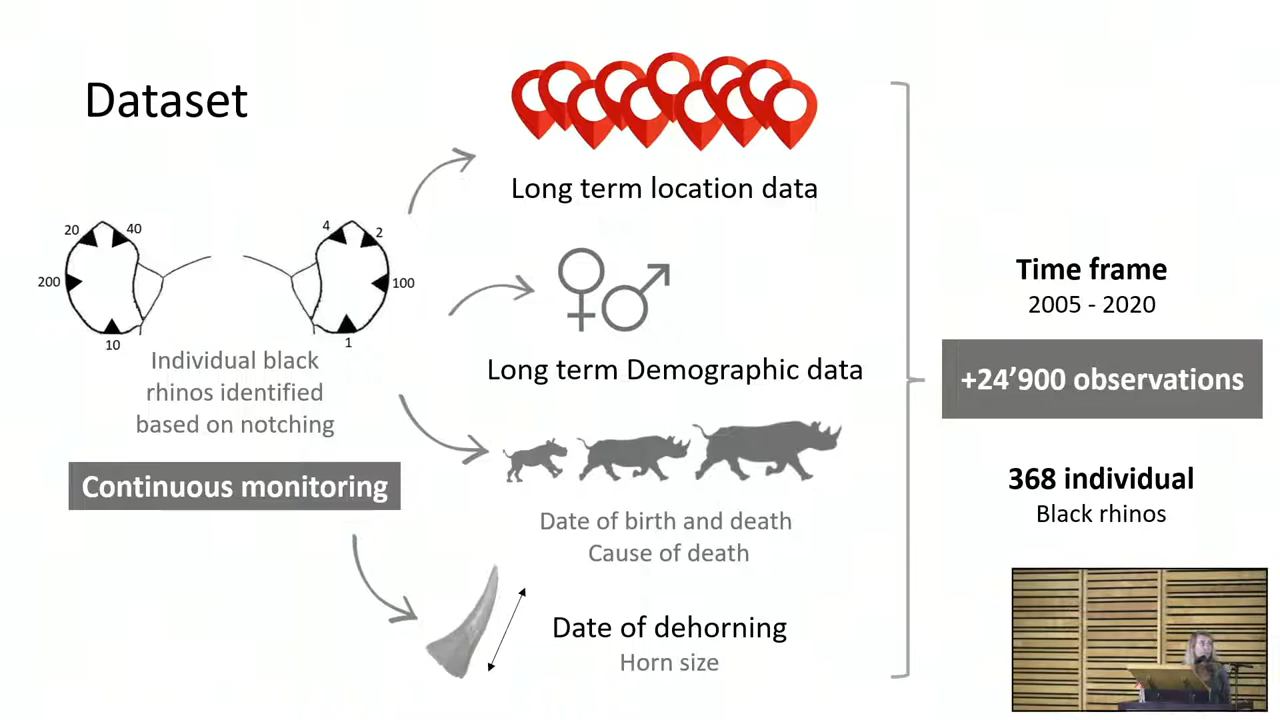 Dataset
20
40
200
10
4
2
100
1
Individual black
rhinos identified
based on notching
Continuous monitoring
Long term location data
Long term Demographic data
Date of birth and death
Cause of death
Date of dehorning
Horn size
Time frame
2005 - 2020
+24’900 observations
368 individual
Black rhinos